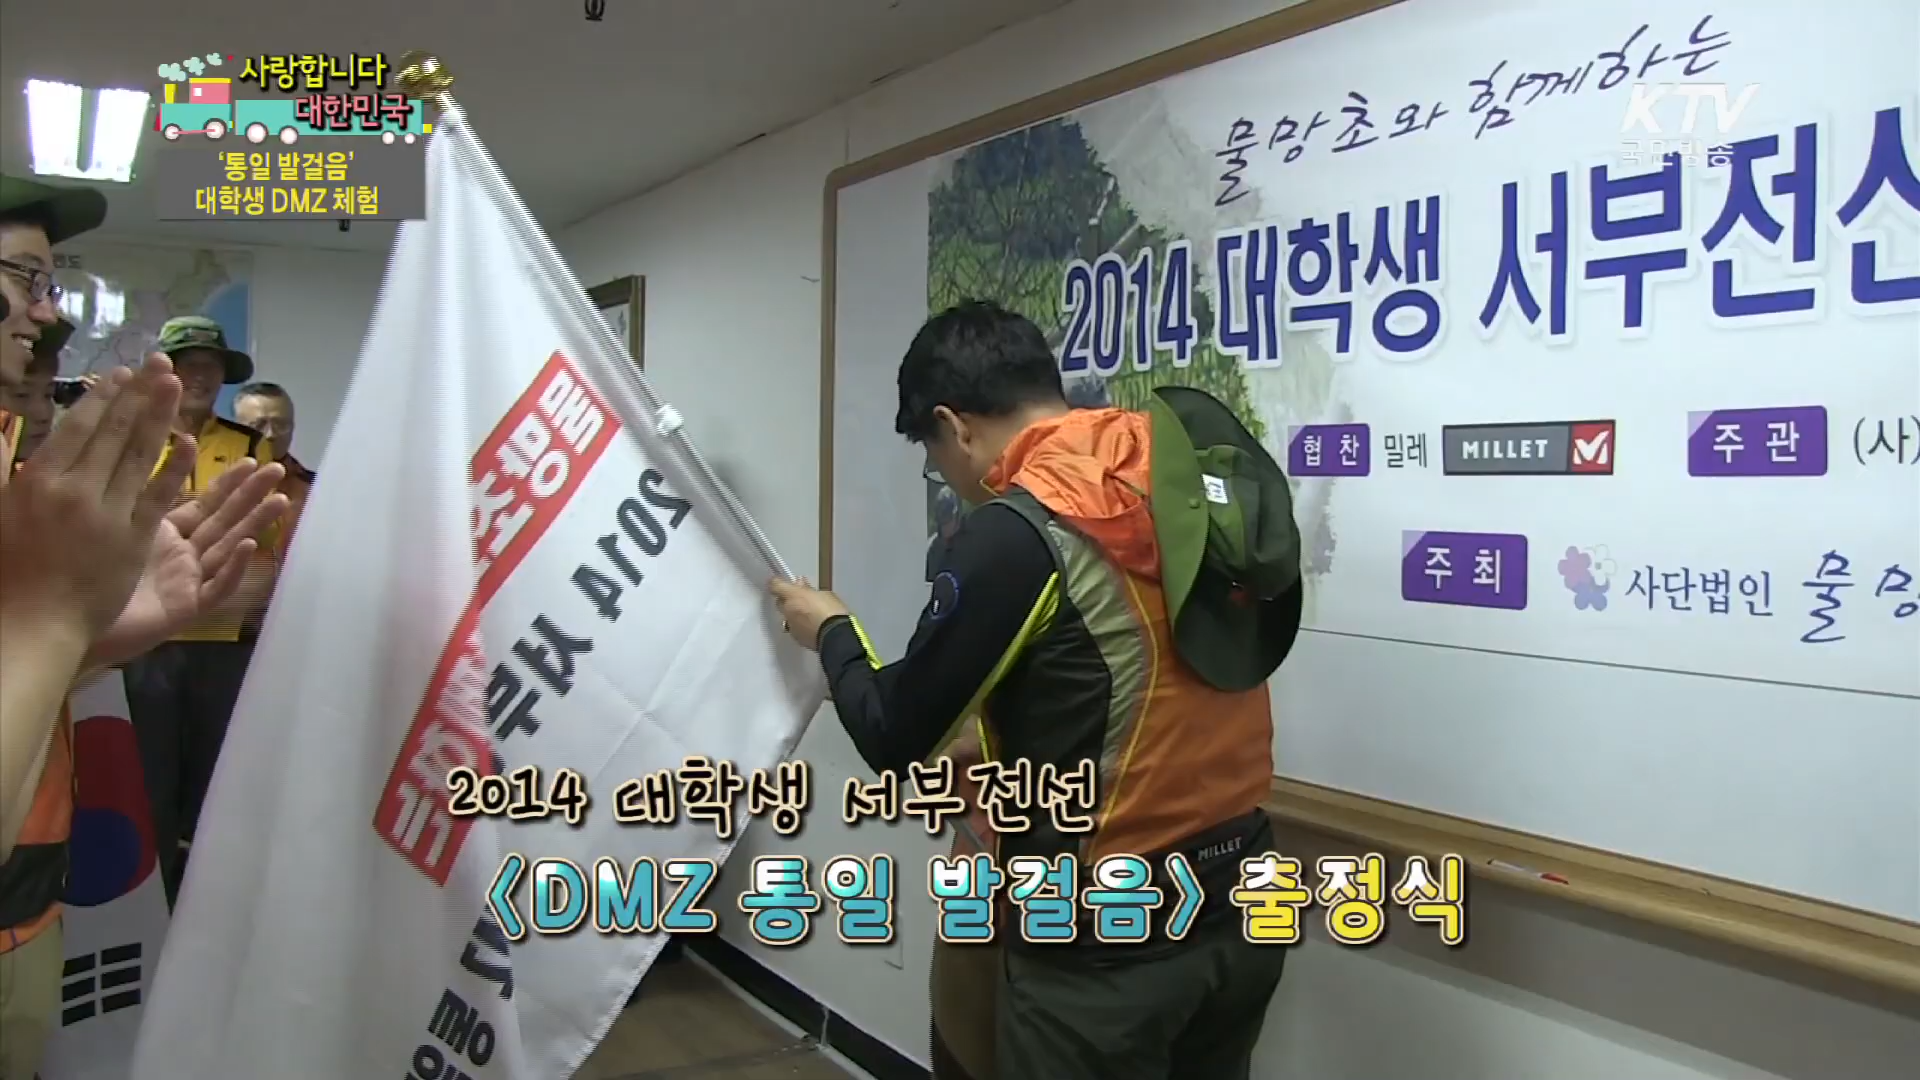 사랑합니다
대한민국
‘통일 발걸음’
대학생 DMZ 체험
KTV
국민방송
물망초와 함께하는
2014 대학생 서부전선
협찬 밀레 MILLET 주관 (사)
주최 사단법인 물망
물망초
2014 서부
MILLET
2014 대학생 서부전선
<DMZ 통일 발걸음> 출정식